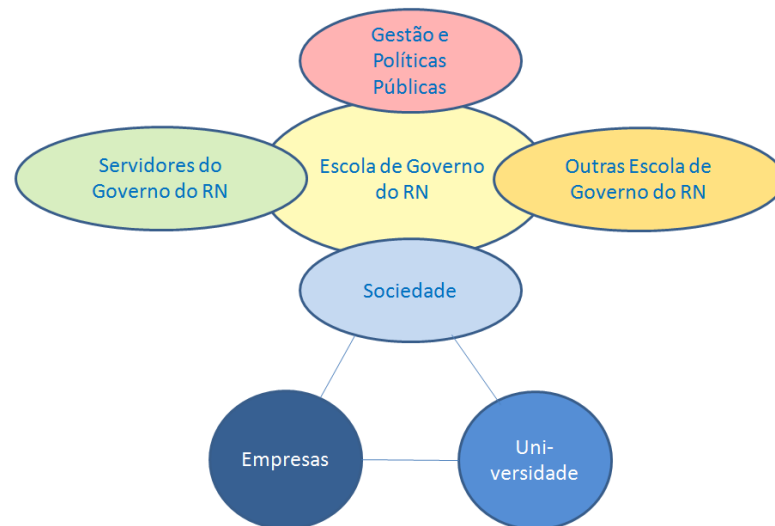 Gestão e
Políticas
Públicas
Servidores do
Governo do RN
Escola de Governo
do RN
Outras Escola de
Governo do RN
Sociedade
Empresas
Uni-
versidade